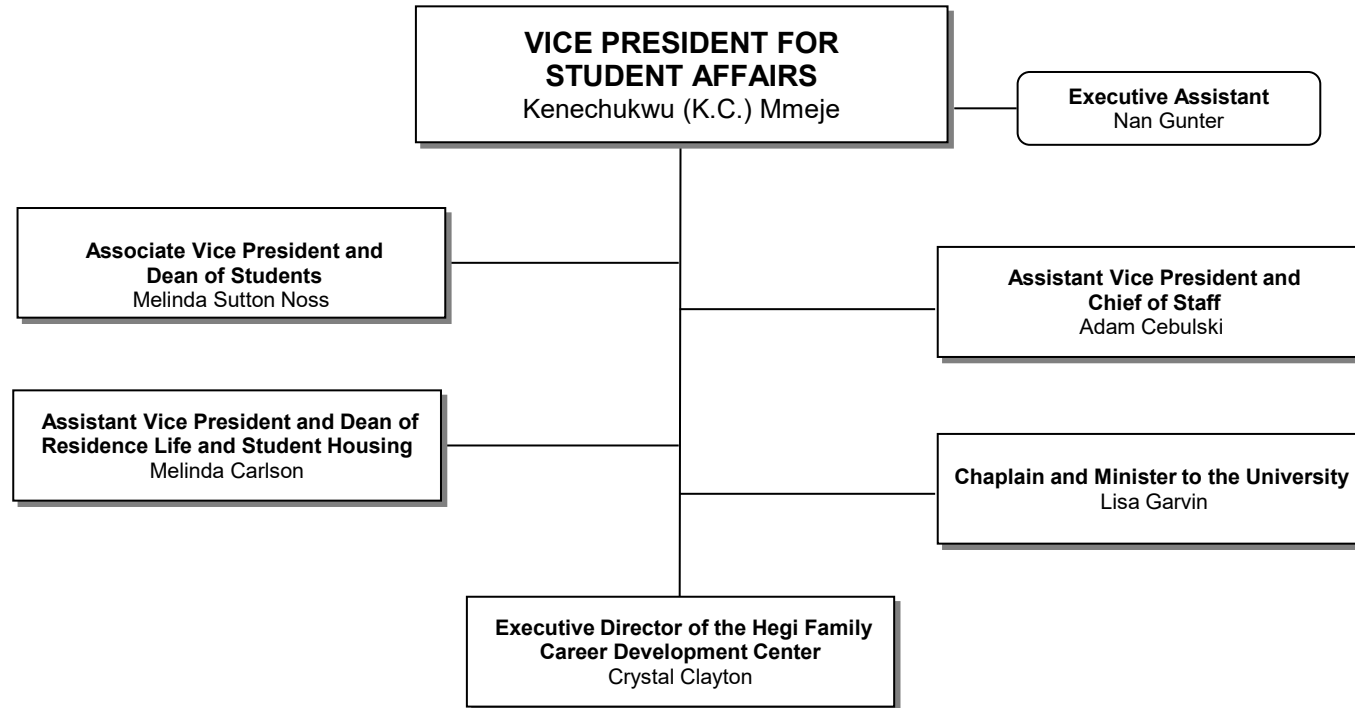 VICE PRESIDENT FOR
STUDENT AFFAIRS
Kenechukwu (K.C.) Mmeje
Executive Assistant
Nan Gunter
Associate Vice President and
Dean of Students
Melinda Sutton Noss
Assistant Vice President and
Chief of Staff
Adam Cebulski
Assistant Vice President and Dean of
Residence Life and Student Housing
Melinda Carlson
Chaplain and Minister to the University
Lisa Garvin
Executive Director of the Hegi Family
Career Development Center
Crystal Clayton